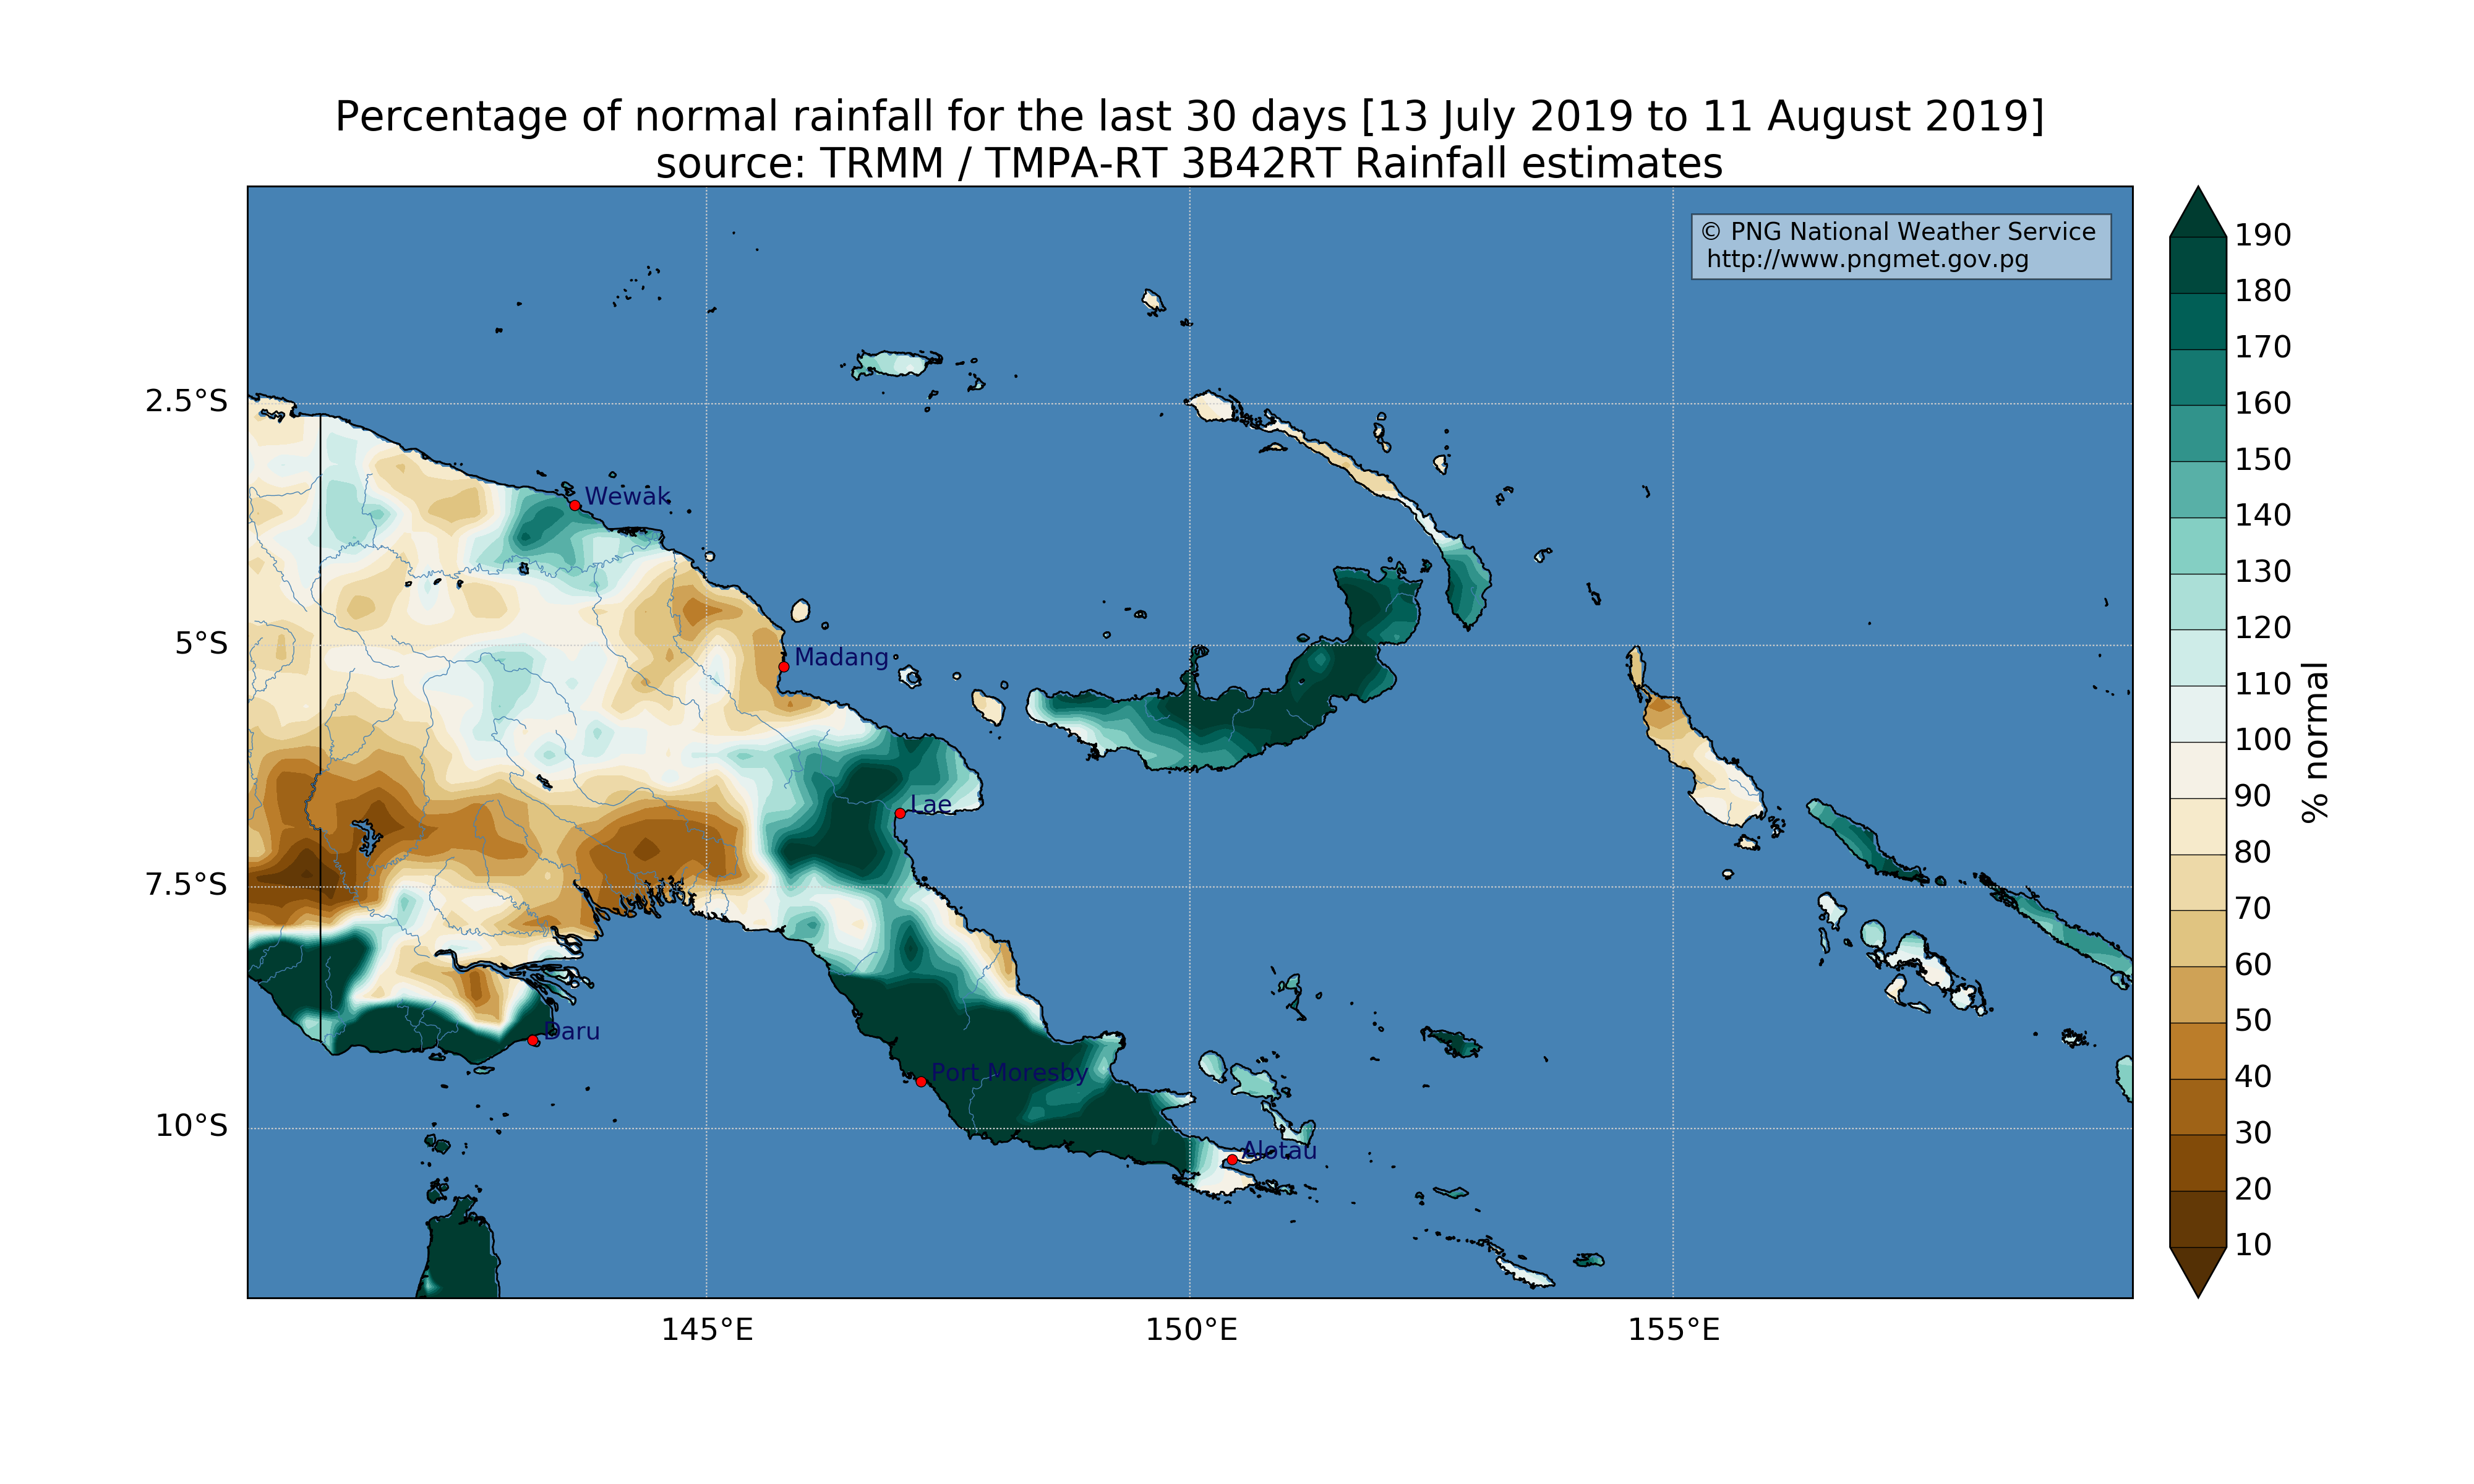 Percentage of normal rainfall for the last 30 days [13 July 2019 to 11 August 2019]
source: TRMM / TMPA-RT 3B42RT Rainfall estimates
© PNG National Weather Service
http://www.pngmet.gov.pg
2.5°S
5°S
7.5°S
10°S
Wewak
Madang
Lae
Daru
Port Moresby
Alotau
145°E
150°E
155°E
190
180
170
160
150
140
130
120
110
100
90
80
70
60
50
40
30
20
10
% normal